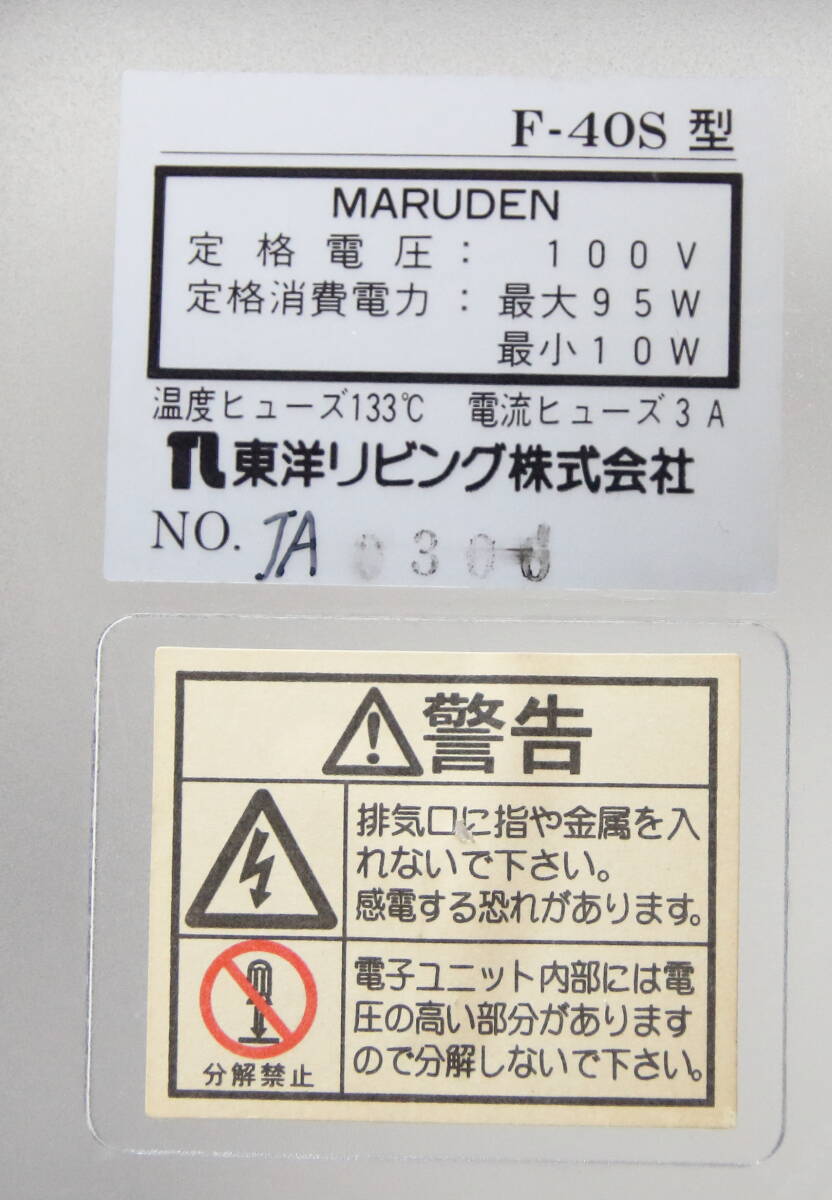 F-40S 型
MARUDEN
定格電圧： 100V
定格消費電力： 最大95W
最小10W
温度ヒューズ133℃ 電流ヒューズ3A
東洋リビング株式会社
NO. JA 030
警告
排気口に指や金属を入
れないで下さい。
感電する恐れがあります。
分解禁止
電子ユニット内部には電
圧の高い部分があります
ので分解しないで下さい。